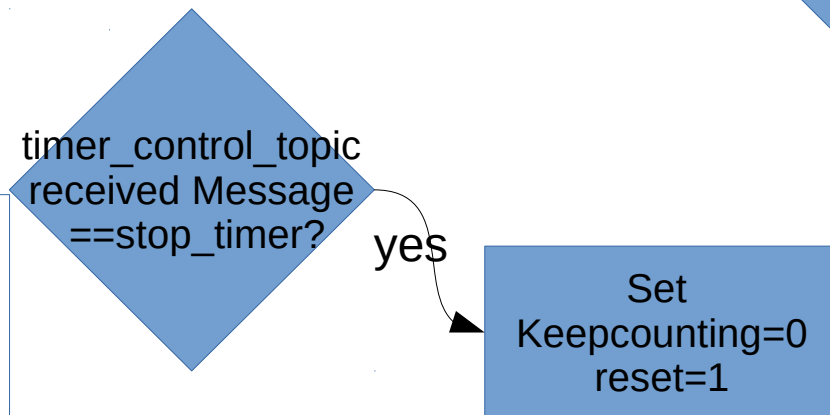 timer_control_topic
received Message
==stop_timer?
yes
Set
Keepcounting=0
reset=1